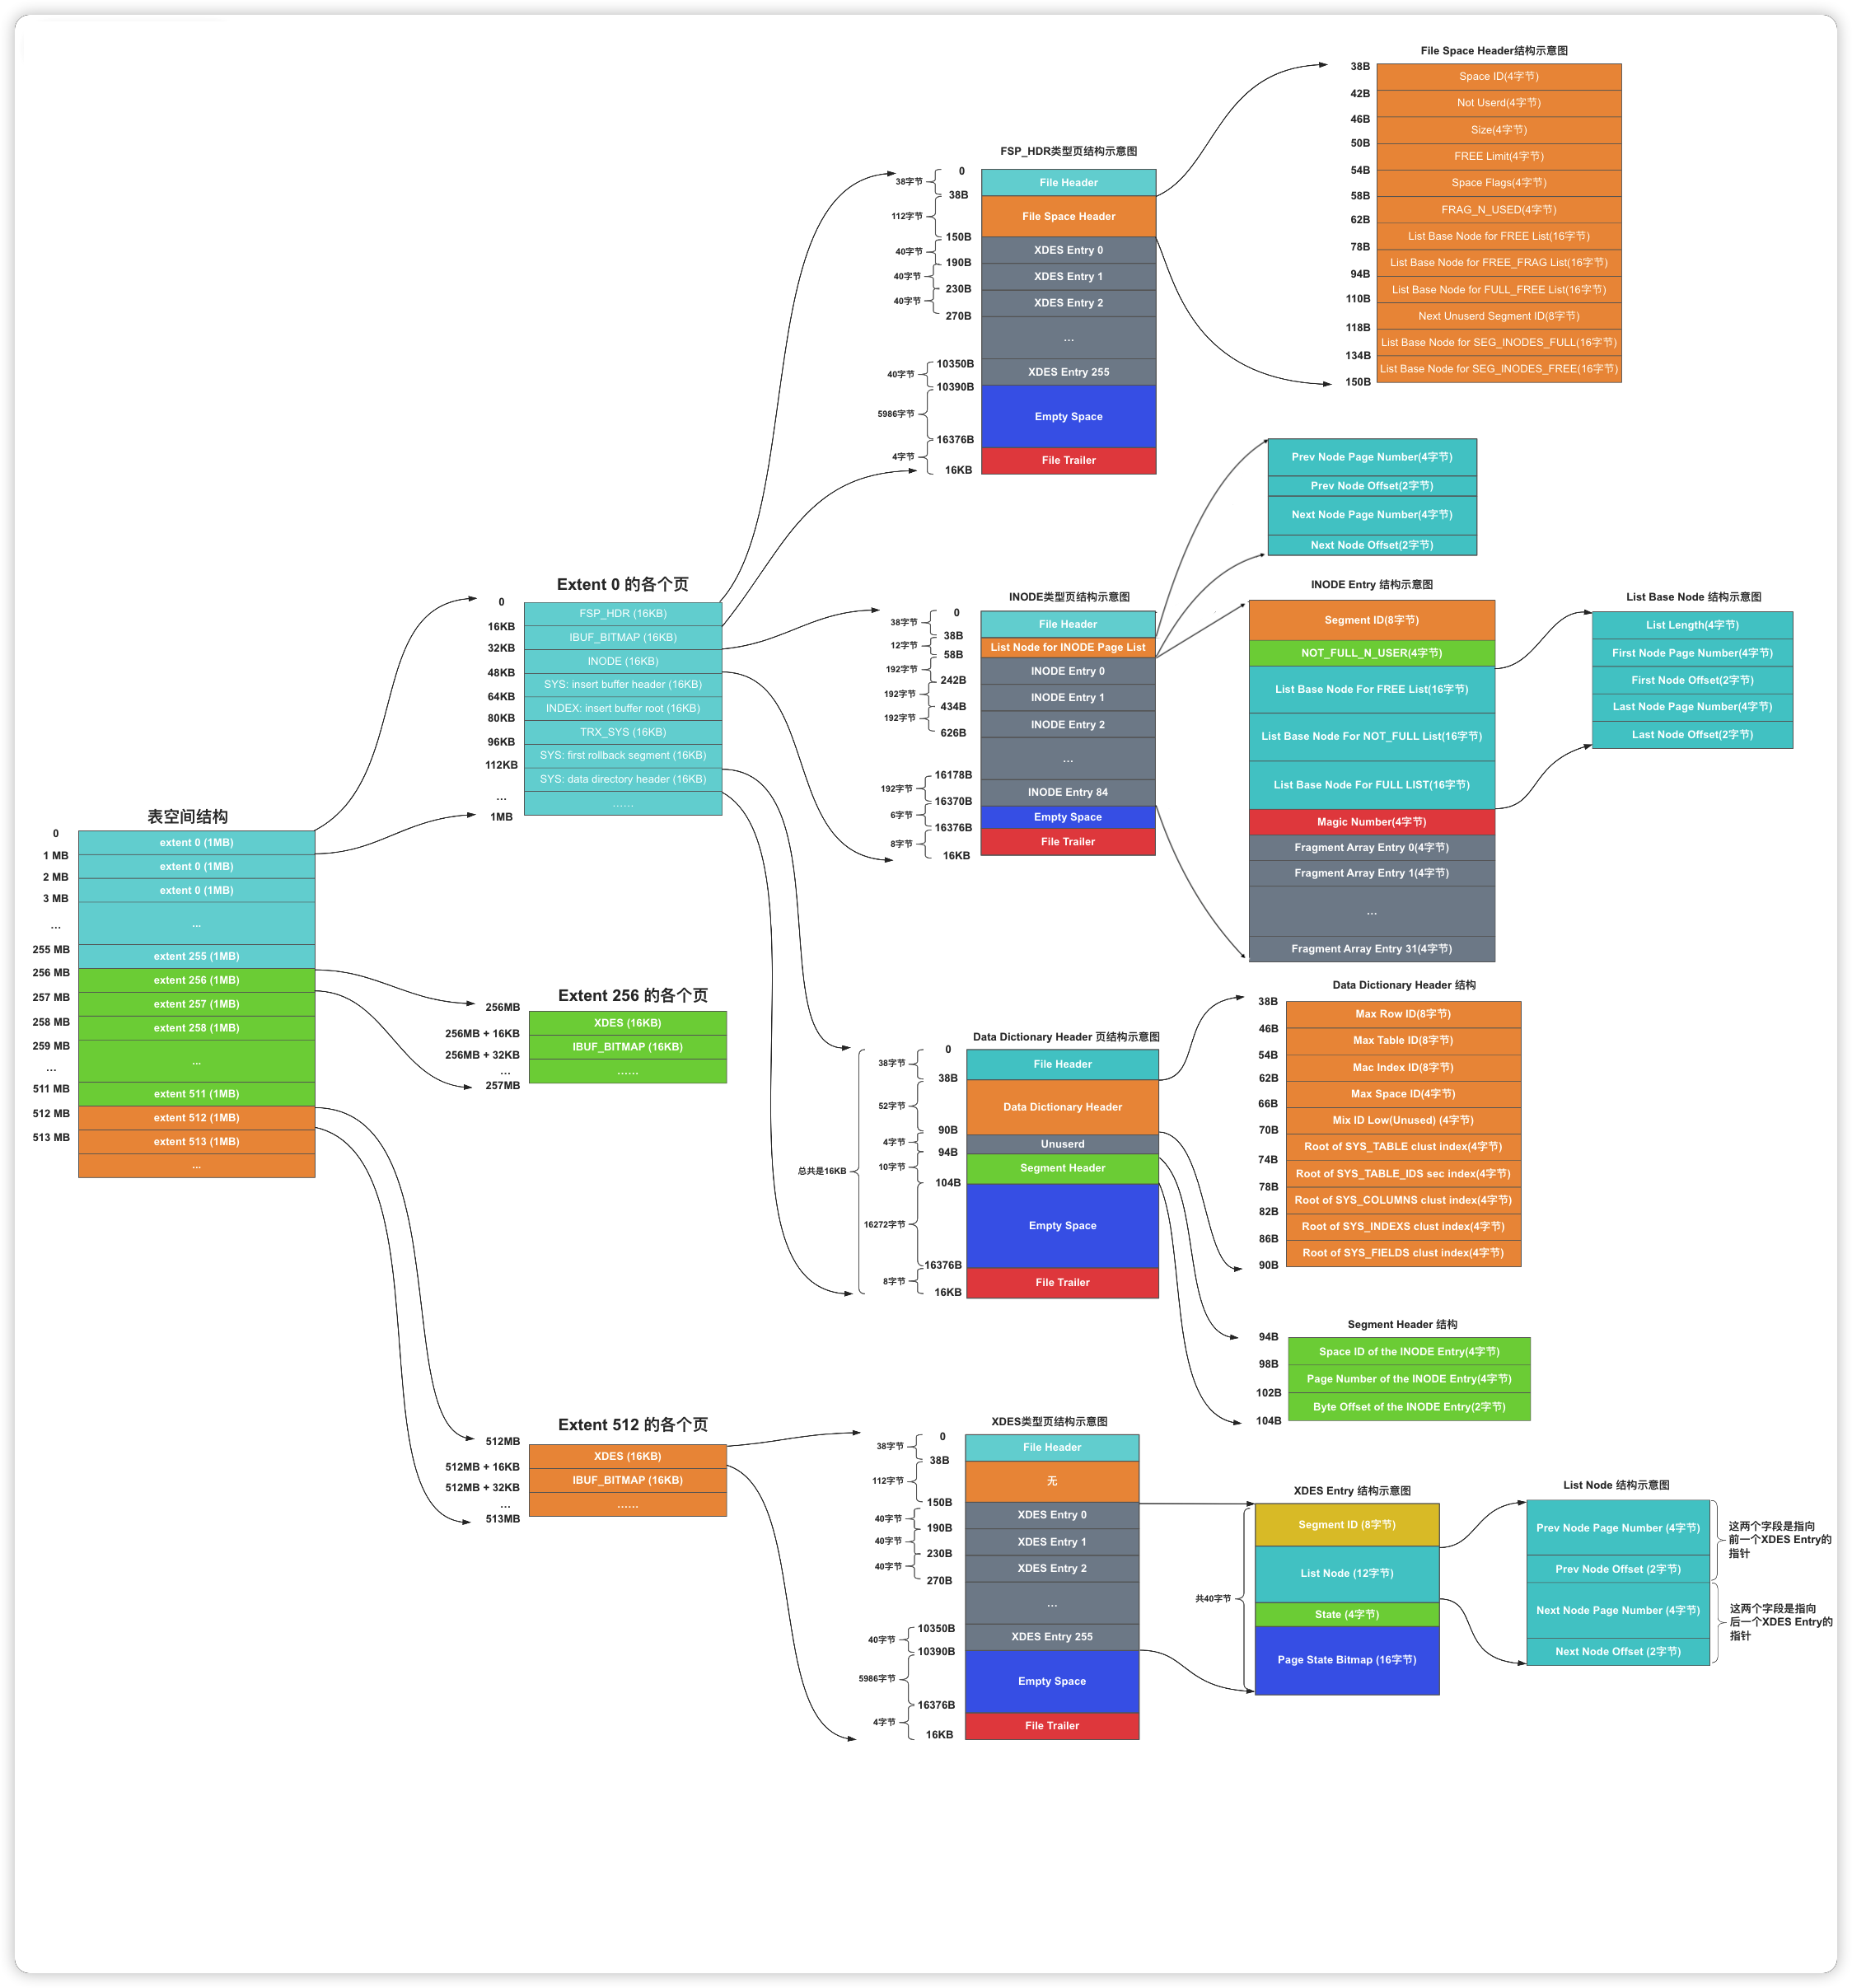 表空间结构
0
extent 0 (1MB)
1 MB
extent 0 (1MB)
2 MB
extent 0 (1MB)
3 MB
...
...
255 MB
extent 255 (1MB)
256 MB
extent 256 (1MB)
257 MB
extent 257 (1MB)
258 MB
extent 258 (1MB)
259 MB
...
...
511 MB
extent 511 (1MB)
512 MB
extent 512 (1MB)
513 MB
extent 513 (1MB)
...
Extent 0 的各个页
0
FSP_HDR (16KB)
16KB
IBUF_BITMAP (16KB)
32KB
INODE (16KB)
48KB
SYS: insert buffer header (16KB)
64KB
INDEX: insert buffer root (16KB)
80KB
TRX_SYS (16KB)
96KB
SYS: first rollback segment (16KB)
112KB
SYS: data directory header (16KB)
...
......
1MB
Extent 256 的各个页
256MB
XDES (16KB)
256MB + 16KB
IBUF_BITMAP (16KB)
256MB + 32KB
...
......
257MB
Extent 512 的各个页
512MB
XDES (16KB)
512MB + 16KB
IBUF_BITMAP (16KB)
512MB + 32KB
...
......
513MB
FSP_HDR类型页结构示意图
0
38字节
File Header
38B
112字节
File Space Header
150B
40字节
XDES Entry 0
190B
40字节
XDES Entry 1
230B
40字节
XDES Entry 2
270B
...
10350B
40字节
XDES Entry 255
10390B
5986字节
Empty Space
16376B
4字节
File Trailer
16KB
File Space Header结构示意图
38B
Space ID(4字节)
42B
Not Userd(4字节)
46B
Size(4字节)
50B
FREE Limit(4字节)
54B
Space Flags(4字节)
58B
FRAG_N_USED(4字节)
62B
List Base Node for FREE List(16字节)
78B
List Base Node for FREE_FRAG List(16字节)
94B
List Base Node for FULL_FREE List(16字节)
110B
Next Unuserd Segment ID(8字节)
118B
List Base Node for SEG_INODES_FULL(16字节)
134B
List Base Node for SEG_INODES_FREE(16字节)
150B
Prev Node Page Number(4字节)
Prev Node Offset(2字节)
Next Node Page Number(4字节)
Next Node Offset(2字节)
INODE类型页结构示意图
0
38字节
File Header
38B
12字节
List Node for INODE Page List
58B
192字节
INODE Entry 0
242B
192字节
INODE Entry 1
434B
192字节
INODE Entry 2
626B
...
16178B
192字节
INODE Entry 84
16370B
6字节
Empty Space
16376B
8字节
File Trailer
16KB
INODE Entry 结构示意图
Segment ID(8字节)
NOT_FULL_N_USER(4字节)
List Base Node For FREE List(16字节)
List Base Node For NOT_FULL List(16字节)
List Base Node For FULL LIST(16字节)
Magic Number(4字节)
Fragment Array Entry 0(4字节)
Fragment Array Entry 1(4字节)
...
Fragment Array Entry 31(4字节)
List Base Node 结构示意图
List Length(4字节)
First Node Page Number(4字节)
First Node Offset(2字节)
Last Node Page Number(4字节)
Last Node Offset(2字节)
Data Dictionary Header 页结构示意图
总共是16KB
0
38字节
File Header
38B
52字节
Data Dictionary Header
90B
4字节
Unuserd
94B
10字节
Segment Header
104B
16272字节
Empty Space
16376B
8字节
File Trailer
16KB
Data Dictionary Header 结构
38B
Max Row ID(8字节)
46B
Max Table ID(8字节)
54B
Mac Index ID(8字节)
62B
Max Space ID(4字节)
66B
Mix ID Low(Unused) (4字节)
70B
Root of SYS_TABLE clust index(4字节)
74B
Root of SYS_TABLE_IDS sec index(4字节)
78B
Root of SYS_COLUMNS clust index(4字节)
82B
Root of SYS_INDEXS clust index(4字节)
86B
Root of SYS_FIELDS clust index(4字节)
90B
Segment Header 结构
94B
Space ID of the INODE Entry(4字节)
98B
Page Number of the INODE Entry(4字节)
102B
Byte Offset of the INODE Entry(2字节)
104B
XDES类型页结构示意图
0
38字节
File Header
38B
112字节
无
150B
40字节
XDES Entry 0
190B
40字节
XDES Entry 1
230B
40字节
XDES Entry 2
270B
...
10350B
40字节
XDES Entry 255
10390B
5986字节
Empty Space
16376B
4字节
File Trailer
16KB
XDES Entry 结构示意图
共40字节
Segment ID (8字节)
List Node (12字节)
State (4字节)
Page State Bitmap (16字节)
List Node 结构示意图
Prev Node Page Number (4字节)
Prev Node Offset (2字节)
Next Node Page Number (4字节)
Next Node Offset (2字节)
这两个字段是指向
前一个XDES Entry的
指针
这两个字段是指向
后一个XDES Entry的
指针